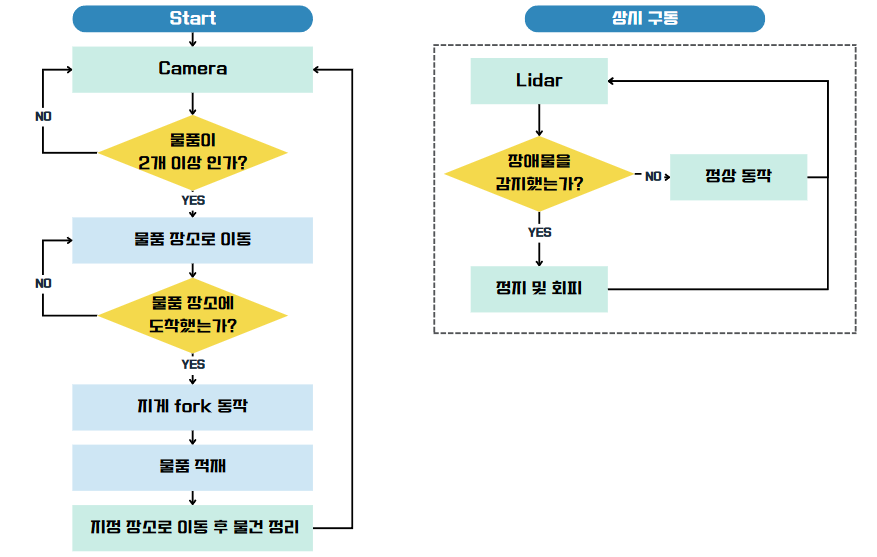 Start
Camera
NO
물품이
2개 이상 인가?
YES
물품 장소로 이동
NO
물품 장소에
도착했는가?
YES
지게 fork 동작
물품 적재
지정 장소로 이동 후 물건 정리
상시 구동
Lidar
장애물을
감지했는가?
NO
정상 동작
YES
정지 및 회피